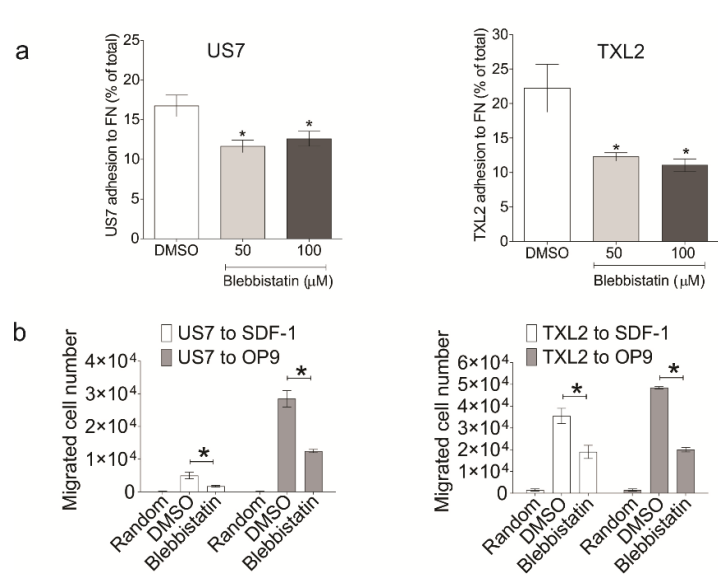 a
US7
US7 adhesion to FN (% of total)
25
20
15
10
5
0
*
*
DMSO
50
100
Blebbistatin (μM)
TXL2
TXL2 adhesion to FN (% of total)
30
25
20
15
10
5
0
*
*
DMSO
50
100
Blebbistatin (μM)
b
US7 to SDF-1
US7 to OP9
Migrated cell number
4×10⁴
3×10⁴
2×10⁴
1×10⁴
0
*
*
Random
DMSO
Blebbistatin
Random
DMSO
Blebbistatin
TXL2 to SDF-1
TXL2 to OP9
Migrated cell number
6×10⁴
5×10⁴
4×10⁴
3×10⁴
2×10⁴
1×10⁴
0
*
*
Random
DMSO
Blebbistatin
Random
DMSO
Blebbistatin